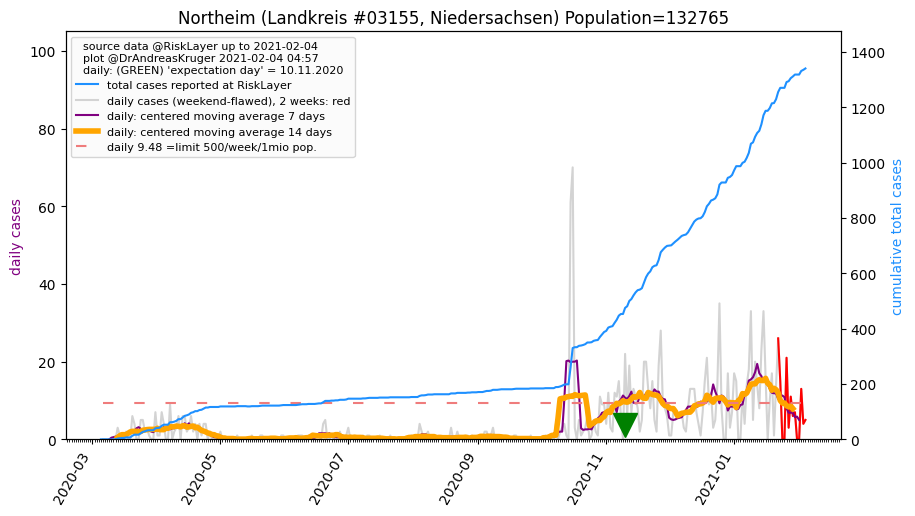 Northeim (Landkreis #03155, Niedersachsen) Population=132765
source data @RiskLayer up to 2021-02-04
plot @DrAndreasKruger 2021-02-04 04:57
daily: (GREEN) 'expectation day' = 10.11.2020
total cases reported at RiskLayer
daily cases (weekend-flawed), 2 weeks: red
daily: centered moving average 7 days
daily: centered moving average 14 days
daily 9.48 =limit 500/week/1mio pop.
daily cases
100
80
60
40
20
0
cumulative total cases
1400
1200
1000
800
600
400
200
0
2020-03
2020-05
2020-07
2020-09
2020-11
2021-01